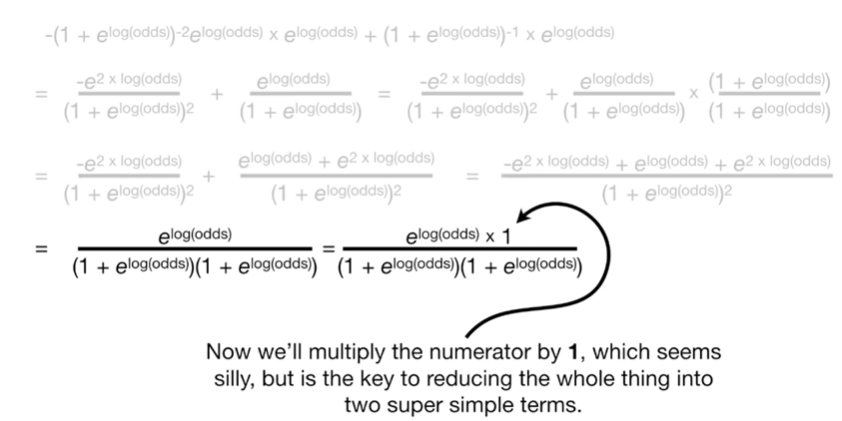 -(1 + e^log(odds))^-2 e^log(odds) x e^log(odds) + (1 + e^log(odds))^-1 x e^log(odds)
= -e^2 x log(odds) / (1 + e^log(odds))^2 + e^log(odds) / (1 + e^log(odds)) = -e^2 x log(odds) / (1 + e^log(odds))^2 + e^log(odds) / (1 + e^log(odds)) x (1 + e^log(odds)) / (1 + e^log(odds))
= -e^2 x log(odds) / (1 + e^log(odds))^2 + e^log(odds) + e^2 x log(odds) / (1 + e^log(odds))^2 = -e^2 x log(odds) + e^log(odds) + e^2 x log(odds) / (1 + e^log(odds))^2
= e^log(odds) / (1 + e^log(odds))(1 + e^log(odds)) = e^log(odds) x 1 / (1 + e^log(odds))(1 + e^log(odds))
Now we'll multiply the numerator by 1, which seems
silly, but is the key to reducing the whole thing into
two super simple terms.